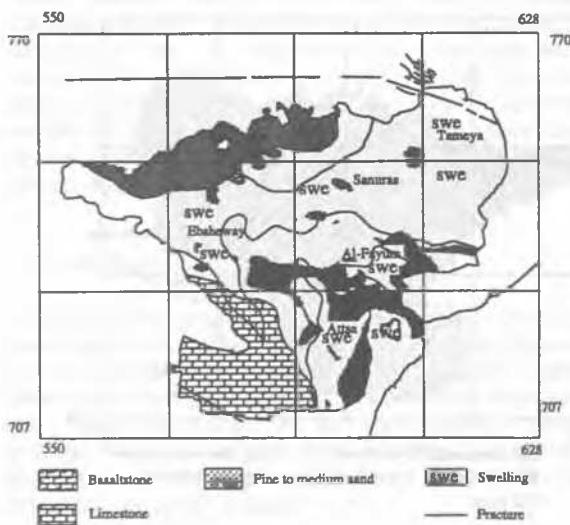 550 628
770 770
swe
Tameya
swe
swe Sanuras
swe
Ebsheway
swe
Al-Fayum
swe
Attsa
swe swe
707 707
550 628
Basaltstone Pine to medium sand swe Swelling
Limestone Fracture